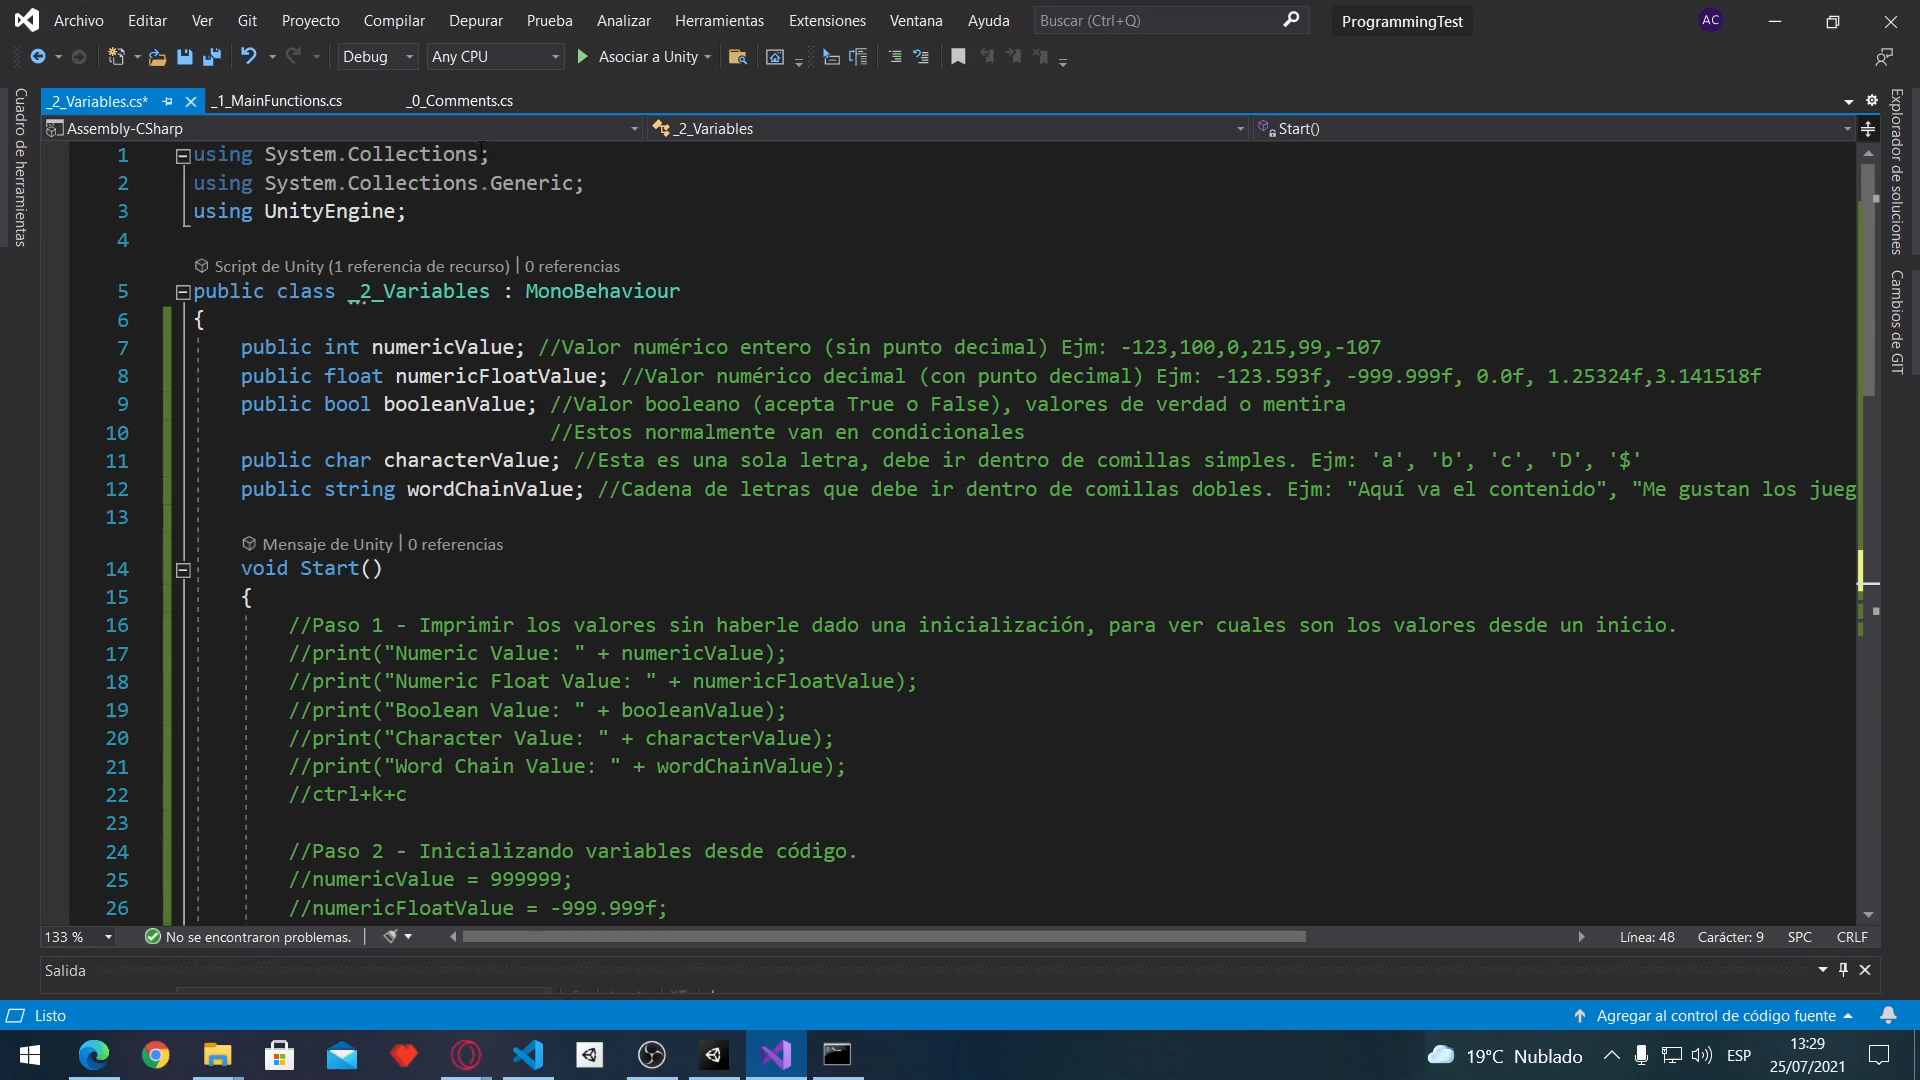 Archivo Editar Ver Git Proyecto Compilar Depurar Prueba Analizar Herramientas Extensiones Ventana Ayuda Buscar (Ctrl+Q) ProgrammingTest AC
Debug Any CPU Asociar a Unity
Cuadro de herramientas
_2_Variables.cs* _1_MainFunctions.cs _0_Comments.cs
Assembly-CSharp _2_Variables Start()
1 using System.Collections;
2 using System.Collections.Generic;
3 using UnityEngine;
4
Script de Unity (1 referencia de recurso) | 0 referencias
5 public class _2_Variables : MonoBehaviour
6 {
7 public int numericValue; //Valor numérico entero (sin punto decimal) Ejm: -123,100,0,215,99,-107
8 public float numericFloatValue; //Valor numérico decimal (con punto decimal) Ejm: -123.593f, -999.999f, 0.0f, 1.25324f,3.141518f
9 public bool booleanValue; //Valor booleano (acepta True o False), valores de verdad o mentira
10 //Estos normalmente van en condicionales
11 public char characterValue; //Esta es una sola letra, debe ir dentro de comillas simples. Ejm: 'a', 'b', 'c', 'D', '$'
12 public string wordChainValue; //Cadena de letras que debe ir dentro de comillas dobles. Ejm: "Aquí va el contenido", "Me gustan los jueg
13
Mensaje de Unity | 0 referencias
14 void Start()
15 {
16 //Paso 1 - Imprimir los valores sin haberle dado una inicialización, para ver cuales son los valores desde un inicio.
17 //print("Numeric Value: " + numericValue);
18 //print("Numeric Float Value: " + numericFloatValue);
19 //print("Boolean Value: " + booleanValue);
20 //print("Character Value: " + characterValue);
21 //print("Word Chain Value: " + wordChainValue);
22 //ctrl+k+c
23
24 //Paso 2 - Inicializando variables desde código.
25 //numericValue = 999999;
26 //numericFloatValue = -999.999f;
Explorador de soluciones
Cambios de GIT
133 % No se encontraron problemas. Línea: 48 Carácter: 9 SPC CRLF
Salida
Listo Agregar al control de código fuente
19°C Nublado ESP 13:29
25/07/2021